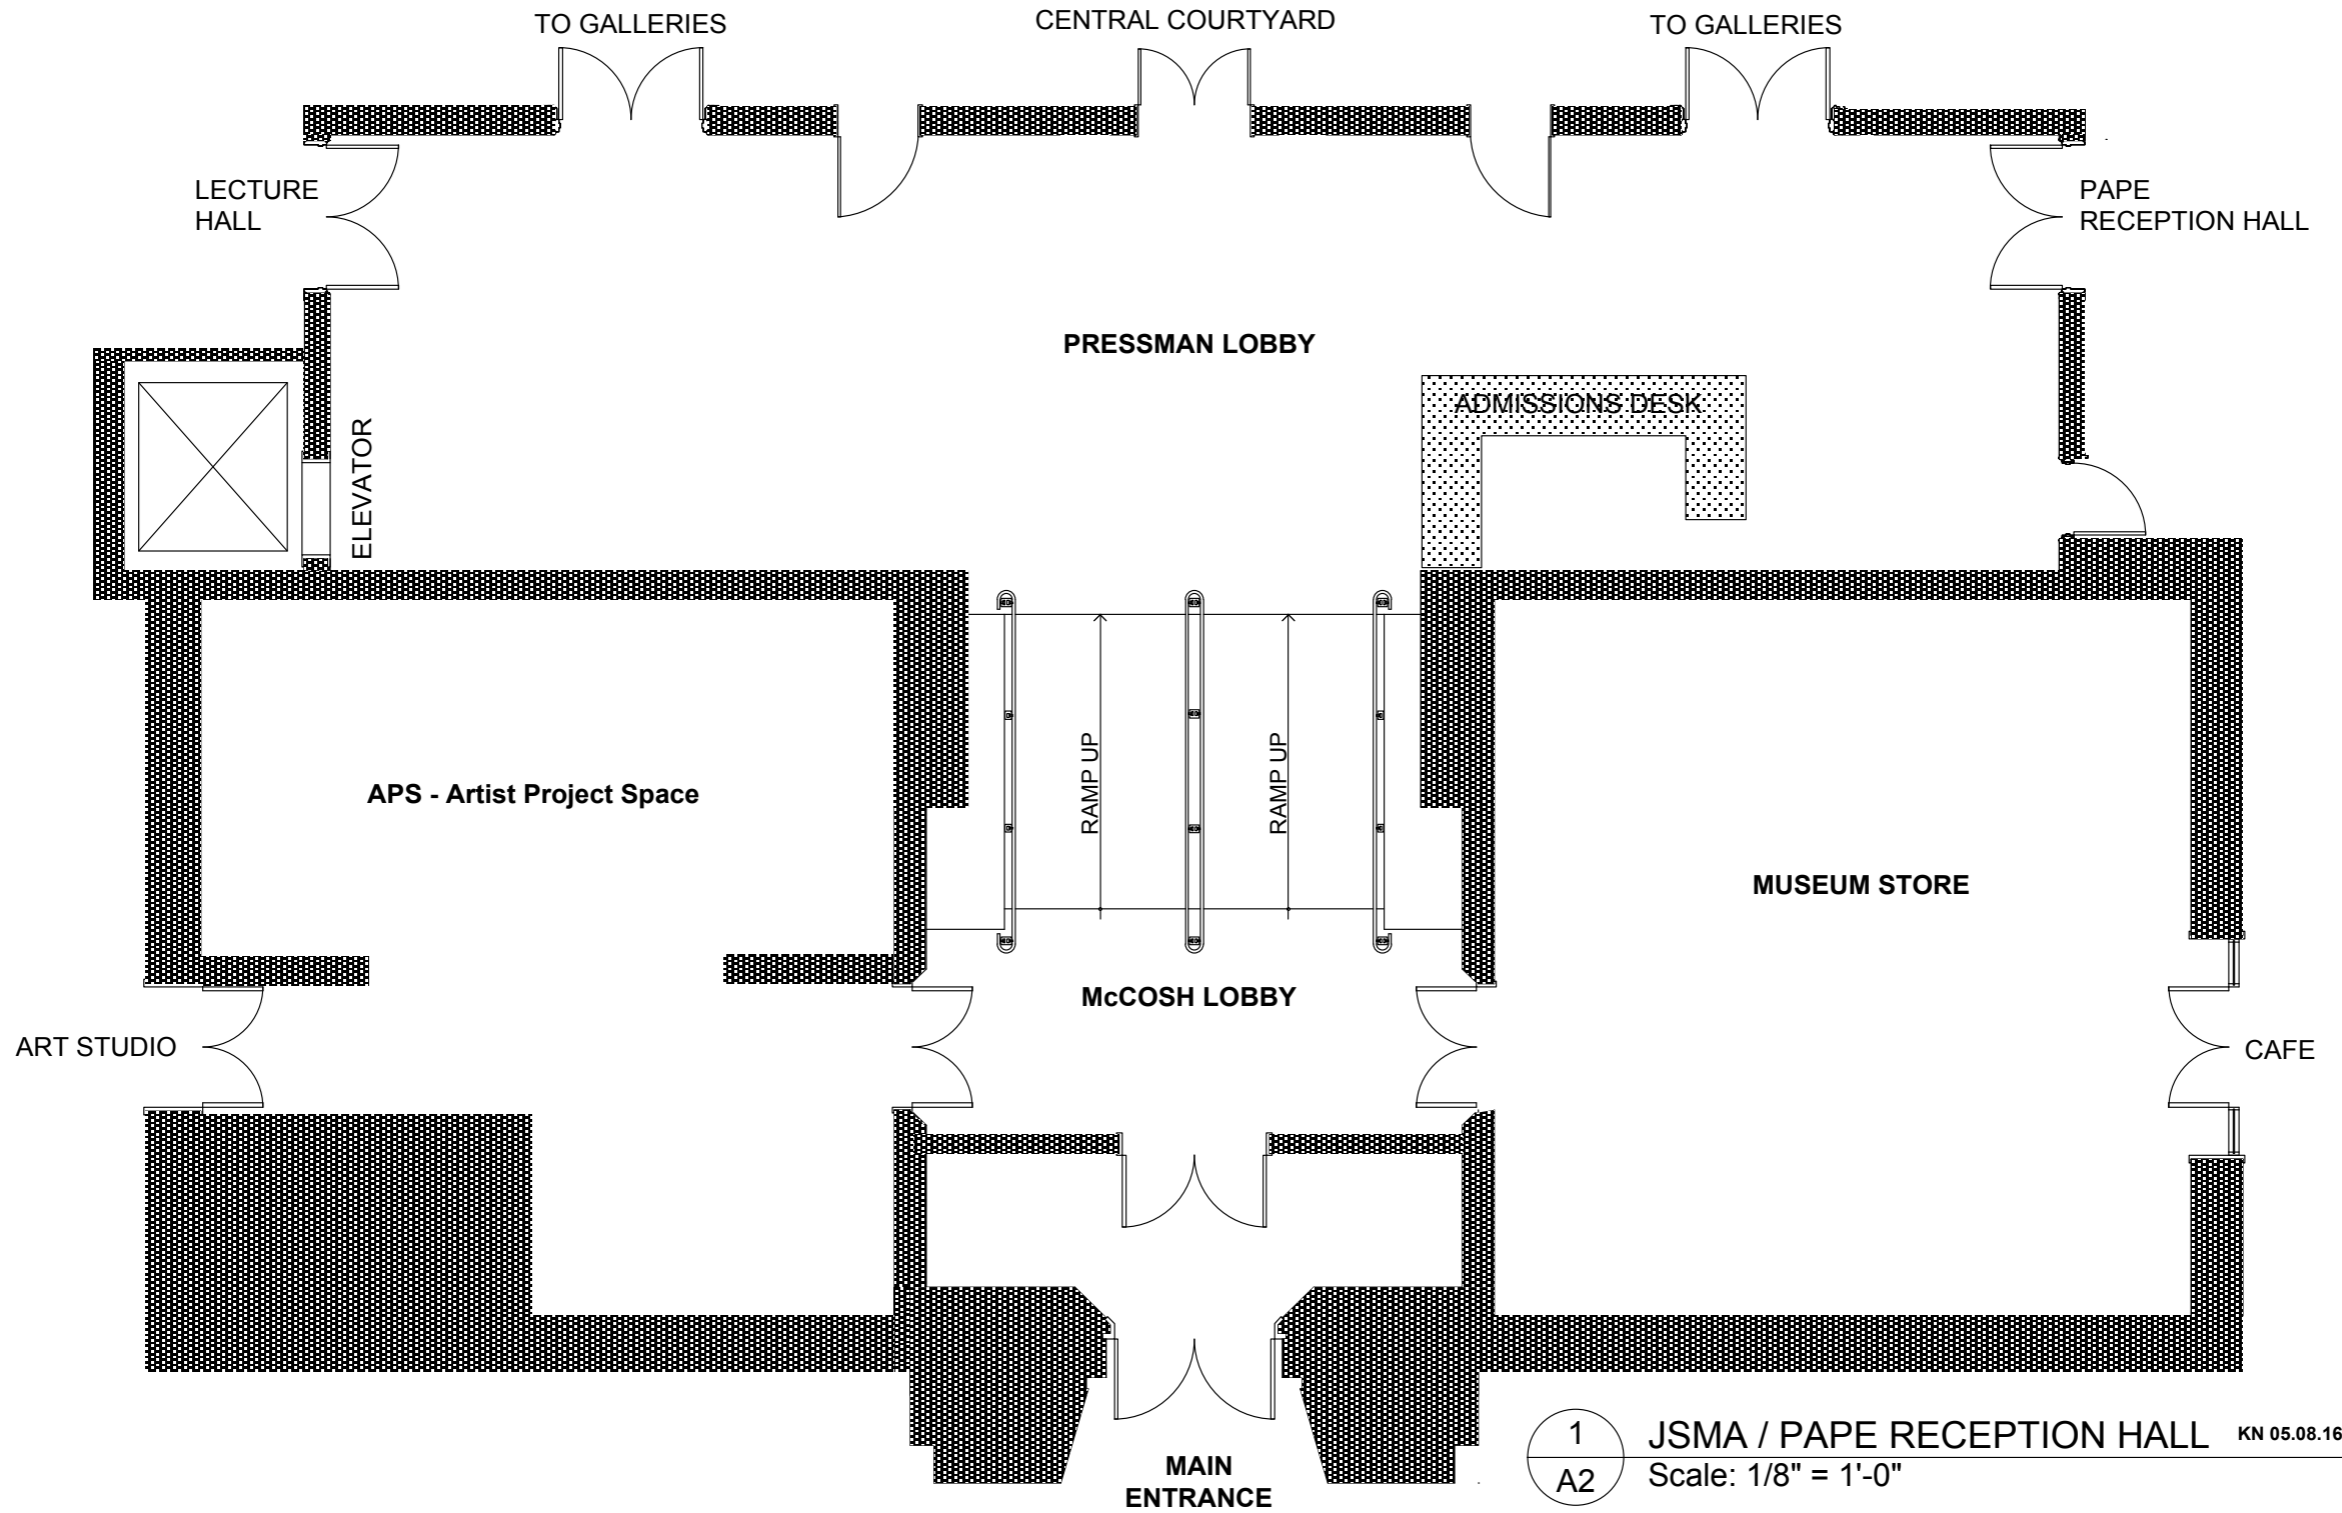 TO GALLERIES
CENTRAL COURTYARD
TO GALLERIES
LECTURE
HALL
PAPE
RECEPTION HALL
PRESSMAN LOBBY
ADMISSIONS DESK
ELEVATOR
RAMP UP
RAMP UP
APS - Artist Project Space
MUSEUM STORE
McCOSH LOBBY
ART STUDIO
CAFE
MAIN
ENTRANCE
1
A2
JSMA / PAPE RECEPTION HALL
KN 05.08.16
Scale: 1/8" = 1'-0"